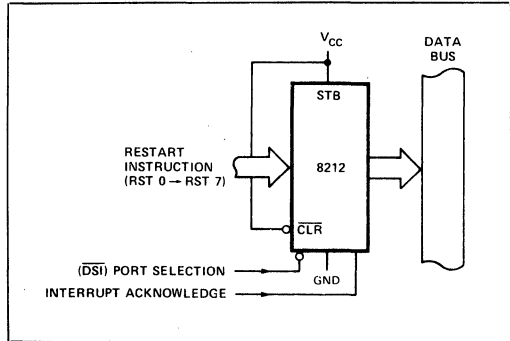 VCC
DATA
BUS
STB
RESTART
INSTRUCTION
(RST 0 → RST 7)
8212
CLR
(DSI) PORT SELECTION
GND
INTERRUPT ACKNOWLEDGE